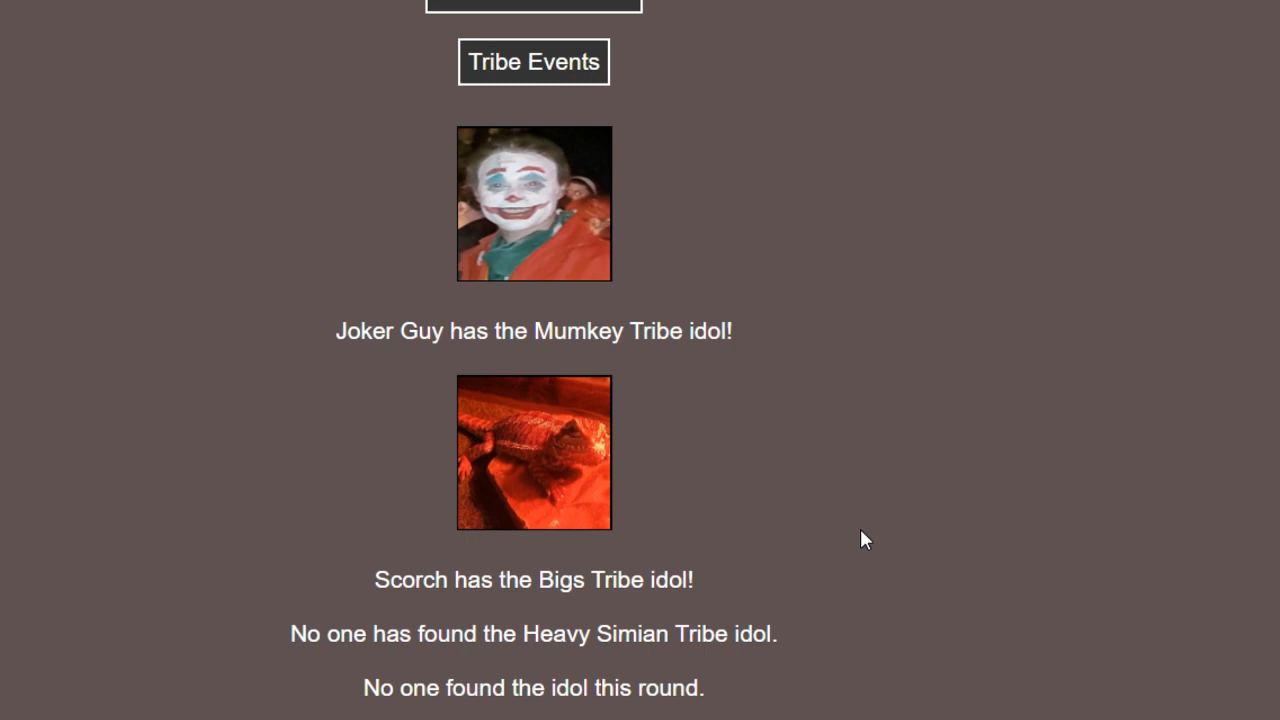 Tribe Events
Joker Guy has the Mumkey Tribe idol!
Scorch has the Bigs Tribe idol!
No one has found the Heavy Simian Tribe idol.
No one found the idol this round.